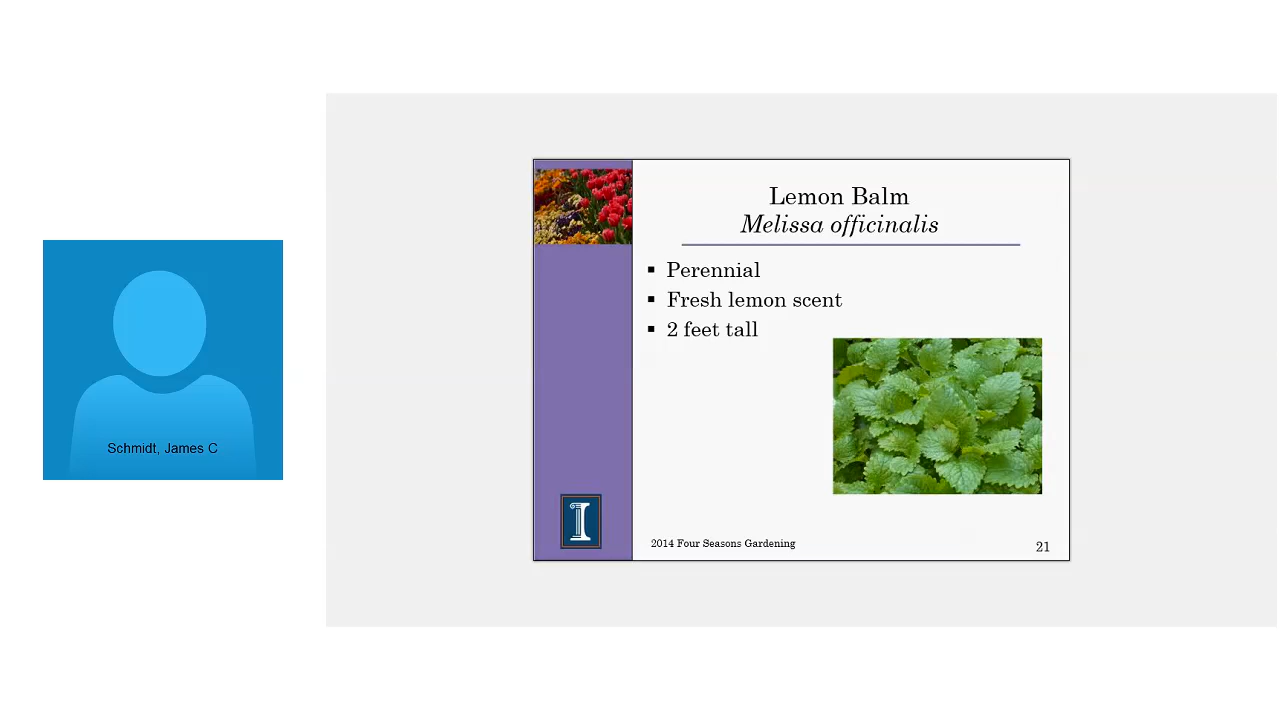 Schmidt, James C
Lemon Balm
Melissa officinalis
▪ Perennial
▪ Fresh lemon scent
▪ 2 feet tall
I
2014 Four Seasons Gardening
21